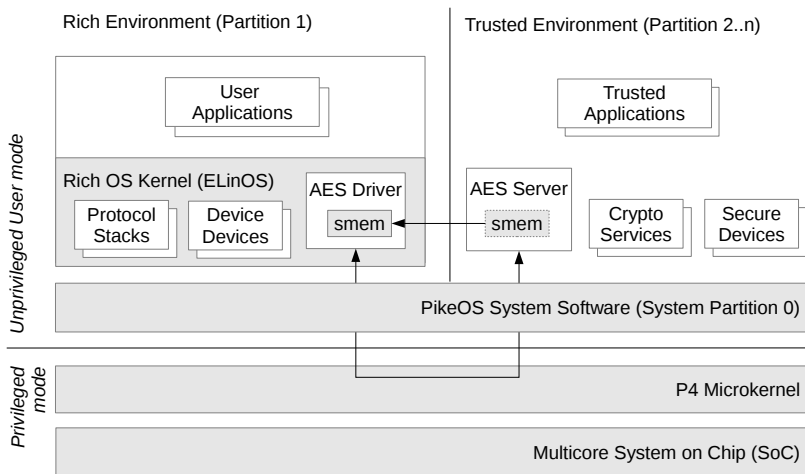 Rich Environment (Partition 1)
Trusted Environment (Partition 2..n)
User
Applications
Trusted
Applications
Unprivileged User mode
Rich OS Kernel (ELinOS)
Protocol
Stacks
Device
Devices
AES Driver
smem
AES Server
smem
Crypto
Services
Secure
Devices
PikeOS System Software (System Partition 0)
Privileged
mode
P4 Microkernel
Multicore System on Chip (SoC)